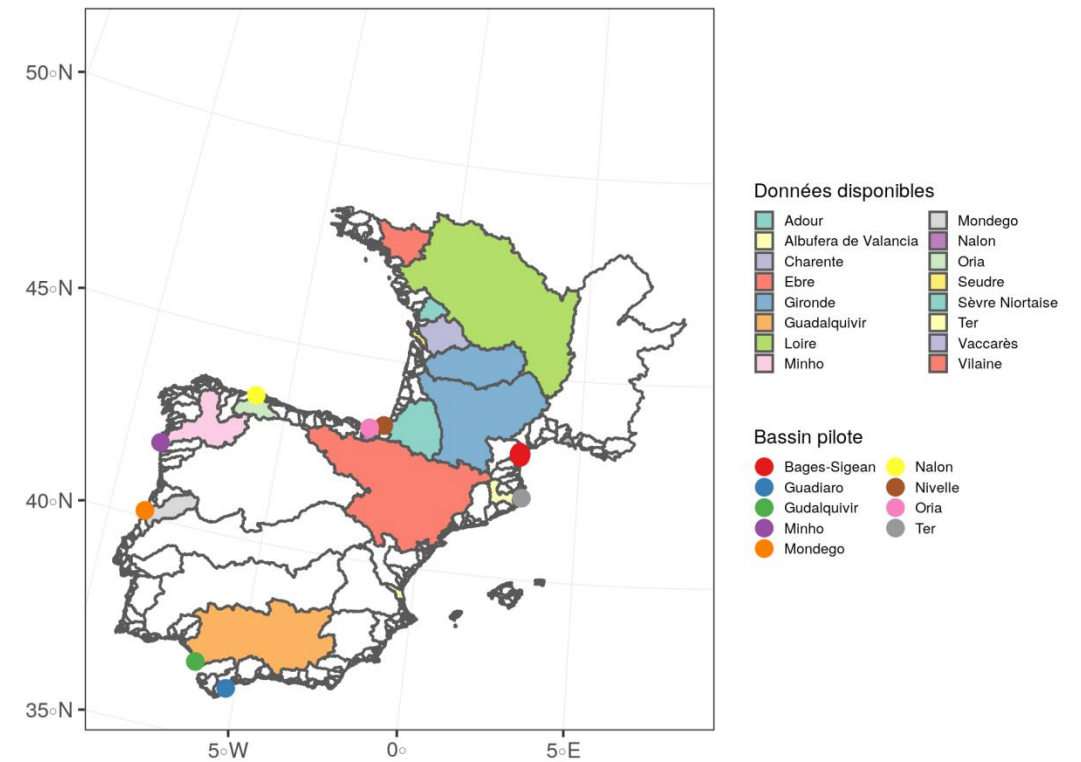 50°N
45°N
40°N
35°N
5°W
0°
5°E
Données disponibles
Adour
Albufera de Valancia
Charente
Ebre
Gironde
Guadalquivir
Loire
Minho
Mondego
Nalon
Oria
Seudre
Sèvre Niortaise
Ter
Vaccarès
Vilaine
Bassin pilote
Bages-Sigean
Guadiaro
Gudalquivir
Minho
Mondego
Nalon
Nivelle
Oria
Ter